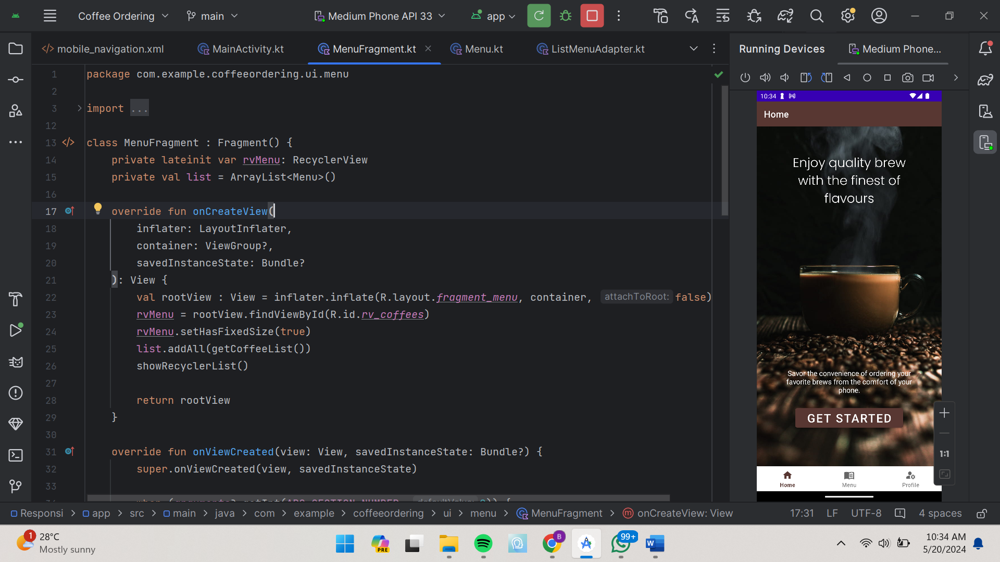 Coffee Ordering
main
Medium Phone API 33
app
mobile_navigation.xml
MainActivity.kt
MenuFragment.kt
Menu.kt
ListMenuAdapter.kt
1 package com.example.coffeeordering.ui.menu
2
3 import ...
12
13 class MenuFragment : Fragment() {
14 private lateinit var rvMenu: RecyclerView
15 private val list = ArrayList<Menu>()
16
17 override fun onCreateView(
18 inflater: LayoutInflater,
19 container: ViewGroup?,
20 savedInstanceState: Bundle?
21 ): View {
22 val rootView : View = inflater.inflate(R.layout.fragment_menu, container, attachToRoot: false)
23 rvMenu = rootView.findViewById(R.id.rv_coffees)
24 rvMenu.setHasFixedSize(true)
25 list.addAll(getCoffeeList())
26 showRecyclerList()
27
28 return rootView
29 }
30
31 override fun onViewCreated(view: View, savedInstanceState: Bundle?) {
32 super.onViewCreated(view, savedInstanceState)
33
Running Devices
Medium Phone...
10:34
Home
Enjoy quality brew
with the finest of
flavours
Savor the convenience of ordering your
favorite brews from the comfort of your
phone.
GET STARTED
Home
Menu
Profile
1:1
Responsi > app > src > main > java > com > example > coffeeordering > ui > menu > MenuFragment > onCreateView: View
17:31 LF UTF-8 4 spaces
1
28°C
Mostly sunny
PRE
B
99+
W
10:34 AM
5/20/2024